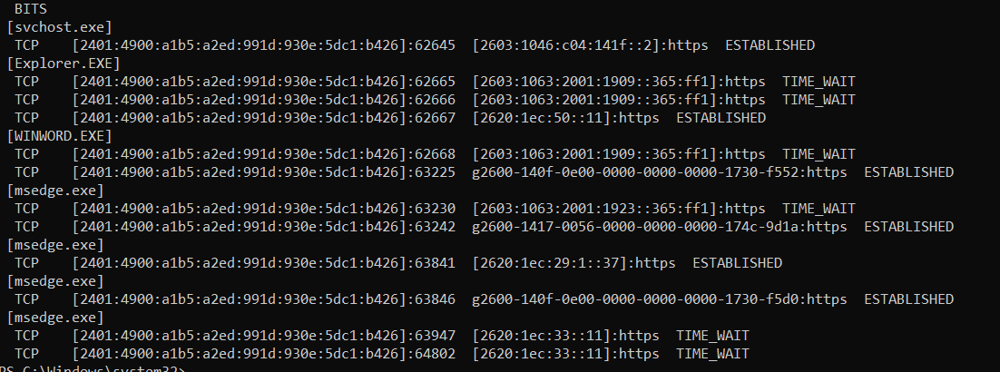 BITS
[svchost.exe]
TCP [2401:4900:a1b5:a2ed:991d:930e:5dc1:b426]:62645 [2603:1046:c04:141f::2]:https ESTABLISHED
[Explorer.EXE]
TCP [2401:4900:a1b5:a2ed:991d:930e:5dc1:b426]:62665 [2603:1063:2001:1909::365:ff1]:https TIME_WAIT
TCP [2401:4900:a1b5:a2ed:991d:930e:5dc1:b426]:62666 [2603:1063:2001:1909::365:ff1]:https TIME_WAIT
TCP [2401:4900:a1b5:a2ed:991d:930e:5dc1:b426]:62667 [2620:1ec:50::11]:https ESTABLISHED
[WINWORD.EXE]
TCP [2401:4900:a1b5:a2ed:991d:930e:5dc1:b426]:62668 [2603:1063:2001:1909::365:ff1]:https TIME_WAIT
TCP [2401:4900:a1b5:a2ed:991d:930e:5dc1:b426]:63225 g2600-140f-0e00-0000-0000-0000-1730-f552:https ESTABLISHED
[msedge.exe]
TCP [2401:4900:a1b5:a2ed:991d:930e:5dc1:b426]:63230 [2603:1063:2001:1923::365:ff1]:https TIME_WAIT
TCP [2401:4900:a1b5:a2ed:991d:930e:5dc1:b426]:63242 g2600-1417-0056-0000-0000-0000-174c-9d1a:https ESTABLISHED
[msedge.exe]
TCP [2401:4900:a1b5:a2ed:991d:930e:5dc1:b426]:63841 [2620:1ec:29:1::37]:https ESTABLISHED
[msedge.exe]
TCP [2401:4900:a1b5:a2ed:991d:930e:5dc1:b426]:63846 g2600-140f-0e00-0000-0000-0000-1730-f5d0:https ESTABLISHED
[msedge.exe]
TCP [2401:4900:a1b5:a2ed:991d:930e:5dc1:b426]:63947 [2620:1ec:33::11]:https TIME_WAIT
TCP [2401:4900:a1b5:a2ed:991d:930e:5dc1:b426]:64802 [2620:1ec:33::11]:https TIME_WAIT
PS C:\Windows\system32>